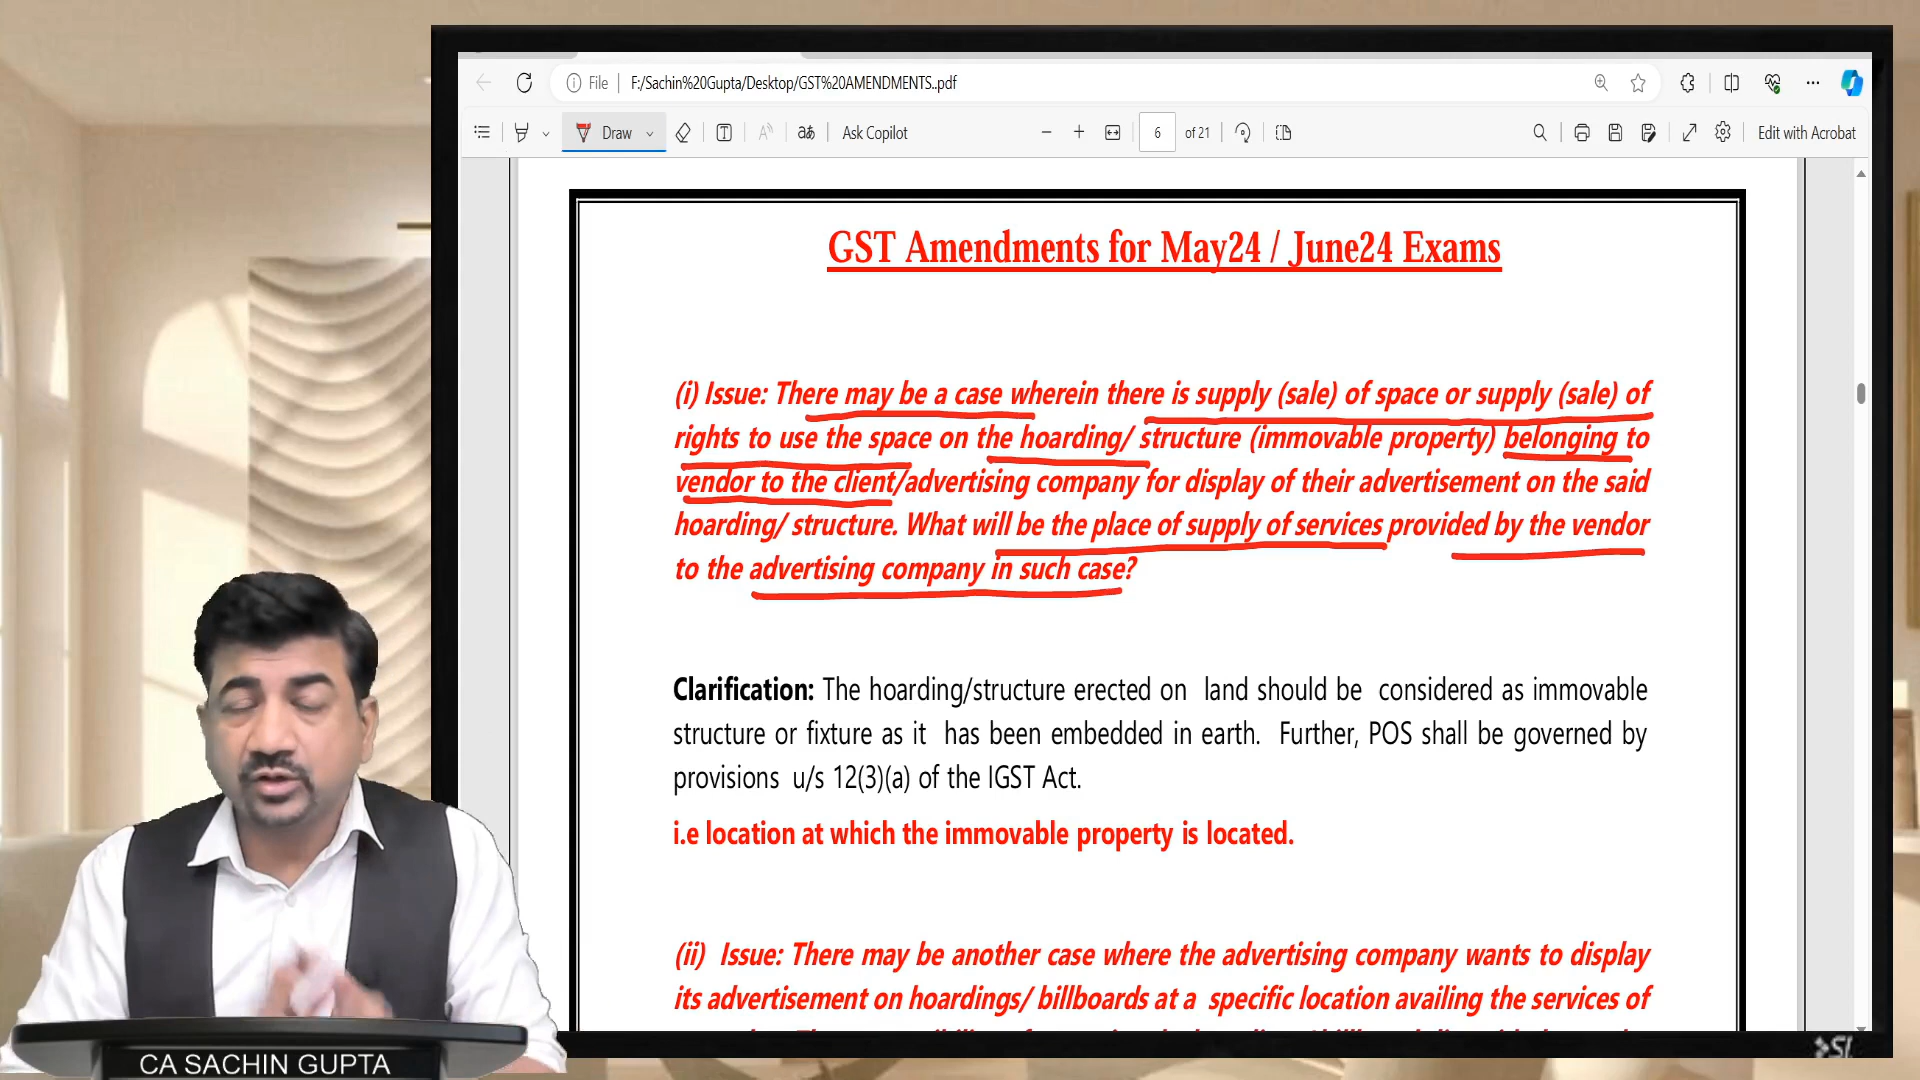 File F:/Sachin%20Gupta/Desktop/GST%20AMENDMENTS..pdf
Draw aあ Ask Copilot 6 of 21 Edit with Acrobat
GST Amendments for May24 / June24 Exams
(i) Issue: There may be a case wherein there is supply (sale) of space or supply (sale) of
rights to use the space on the hoarding/ structure (immovable property) belonging to
vendor to the client/advertising company for display of their advertisement on the said
hoarding/ structure. What will be the place of supply of services provided by the vendor
to the advertising company in such case?
Clarification: The hoarding/structure erected on land should be considered as immovable
structure or fixture as it has been embedded in earth. Further, POS shall be governed by
provisions u/s 12(3)(a) of the IGST Act.
i.e location at which the immovable property is located.
(ii) Issue: There may be another case where the advertising company wants to display
its advertisement on hoardings/ billboards at a specific location availing the services of
CA SACHIN GUPTA